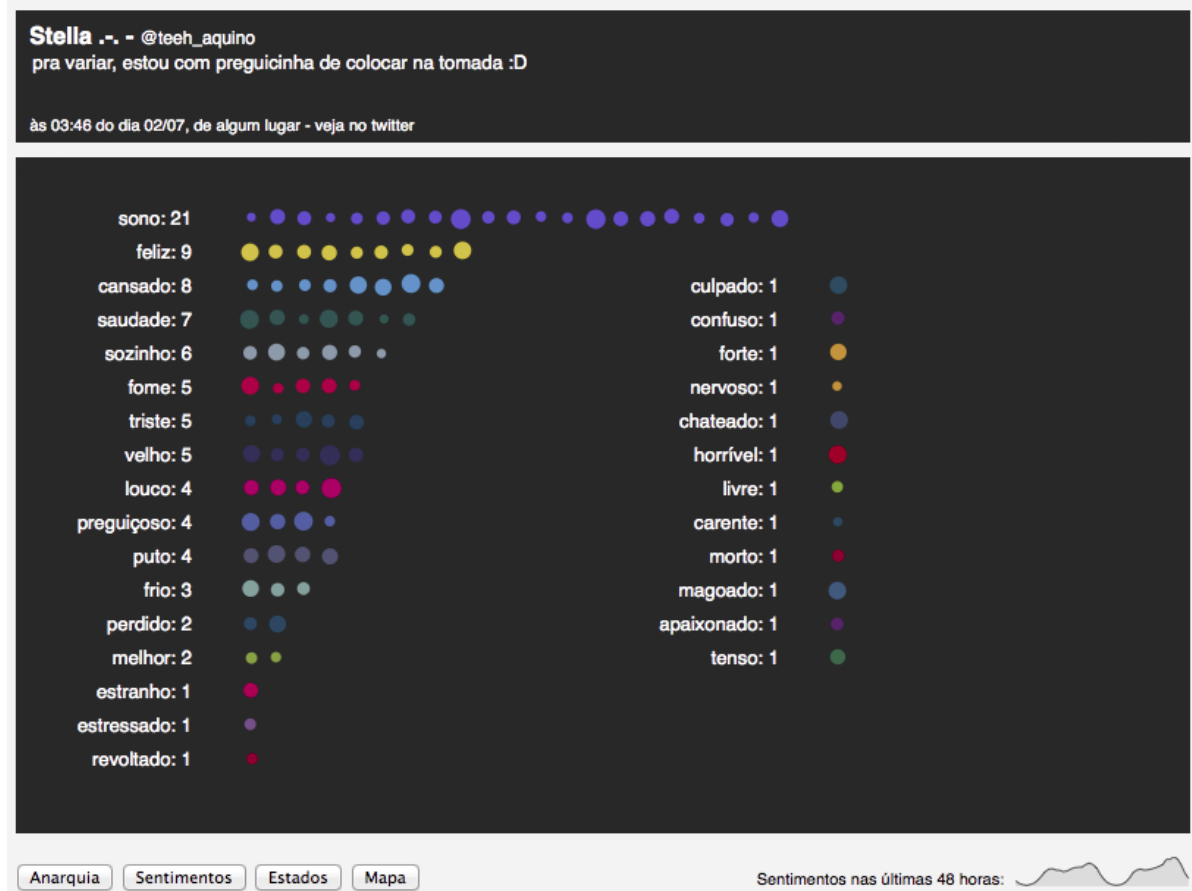 Stella .-. - @teeh_aquino
pra variar, estou com preguicinha de colocar na tomada :D
às 03:46 do dia 02/07, de algum lugar - veja no twitter
sono: 21
feliz: 9
cansado: 8
saudade: 7
sozinho: 6
fome: 5
triste: 5
velho: 5
louco: 4
preguiçoso: 4
puto: 4
frio: 3
perdido: 2
melhor: 2
estranho: 1
estressado: 1
revoltado: 1
culpado: 1
confuso: 1
forte: 1
nervoso: 1
chateado: 1
horrível: 1
livre: 1
carente: 1
morto: 1
magoado: 1
apaixonado: 1
tenso: 1
Anarquia Sentimentos Estados Mapa
Sentimentos nas últimas 48 horas: